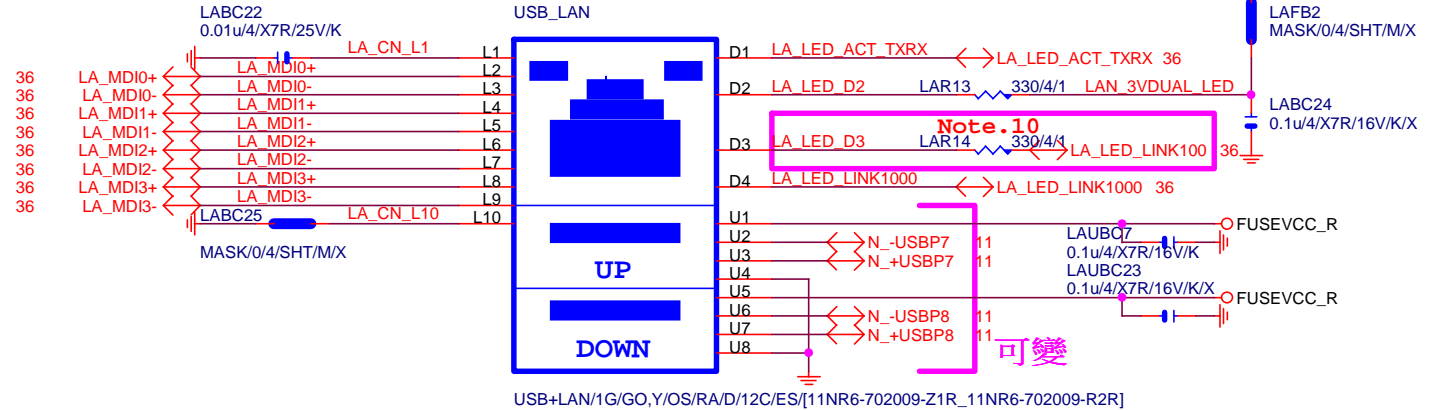 LABC22
0.01u/4/X7R/25V/K
USB_LAN
LAFB2
MASK/0/4/SHT/M/X
LA_CN_L1 L1
D1 LA_LED_ACT_TXRX LA_LED_ACT_TXRX 36
36 LA_MDI0+ LA_MDI0+ L2
36 LA_MDI0- LA_MDI0- L3
D2 LA_LED_D2 LAR13 330/4/1 LAN_3VDUAL_LED
36 LA_MDI1+ LA_MDI1+ L4
LABC24
0.1u/4/X7R/16V/K/X
36 LA_MDI1- LA_MDI1- L5
Note.10
36 LA_MDI2+ LA_MDI2+ L6
D3 LA_LED_D3 LAR14 330/4/1 LA_LED_LINK100 36
36 LA_MDI2- LA_MDI2- L7
36 LA_MDI3+ LA_MDI3+ L8
D4 LA_LED_LINK1000 LA_LED_LINK1000 36
36 LA_MDI3- LA_MDI3- L9
LABC25 LA_CN_L10 L10
MASK/0/4/SHT/M/X
U1 FUSEVCC_R
U2 N_-USBP7 11
LAUBC7
0.1u/4/X7R/16V/K
U3 N_+USBP7 11
UP
U4
LAUBC23
0.1u/4/X7R/16V/K/X
U5 FUSEVCC_R
U6 N_-USBP8 11
U7 N_+USBP8 11
DOWN
U8
可變
USB+LAN/1G/GO,Y/OS/RA/D/12C/ES/[11NR6-702009-Z1R_11NR6-702009-R2R]